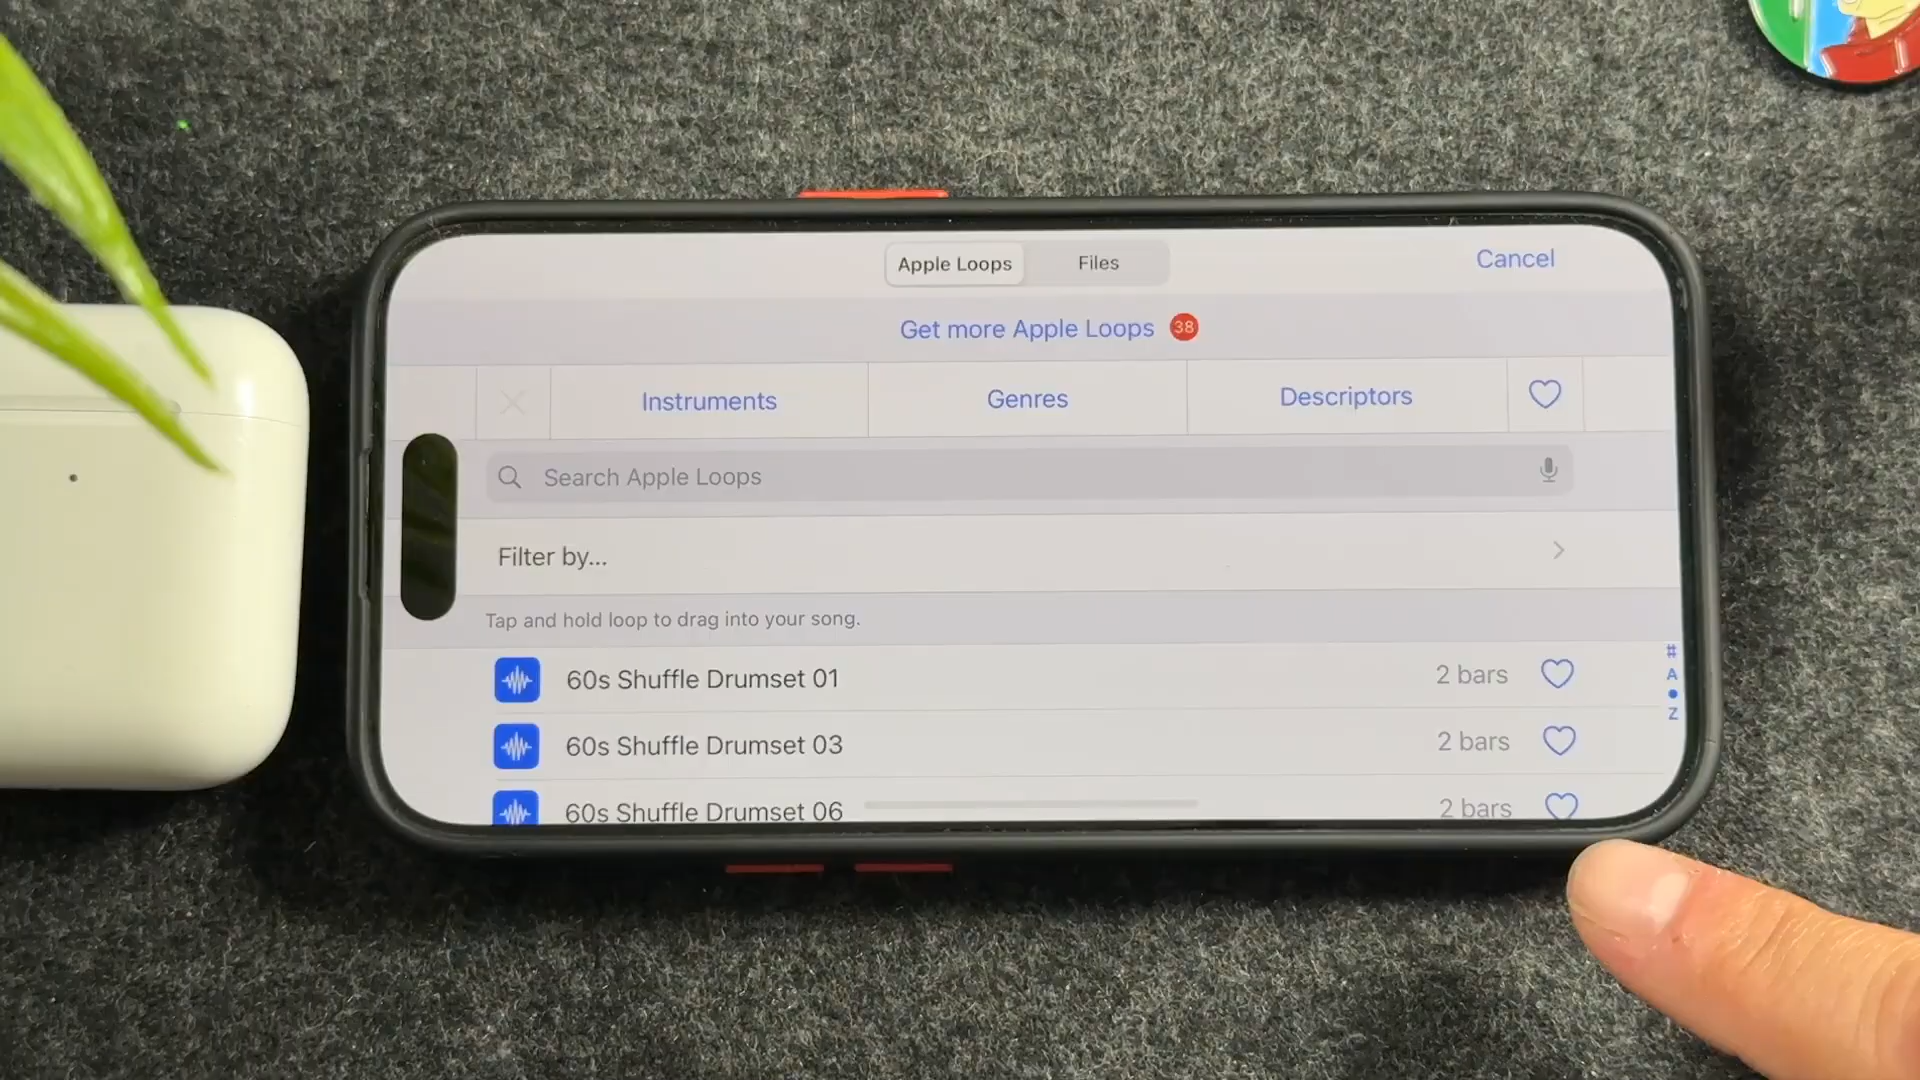 Apple Loops Files Cancel
Get more Apple Loops 38
Instruments Genres Descriptors
Search Apple Loops
Filter by...
Tap and hold loop to drag into your song.
60s Shuffle Drumset 01 2 bars
60s Shuffle Drumset 03 2 bars
60s Shuffle Drumset 06 2 bars
#
A
Z